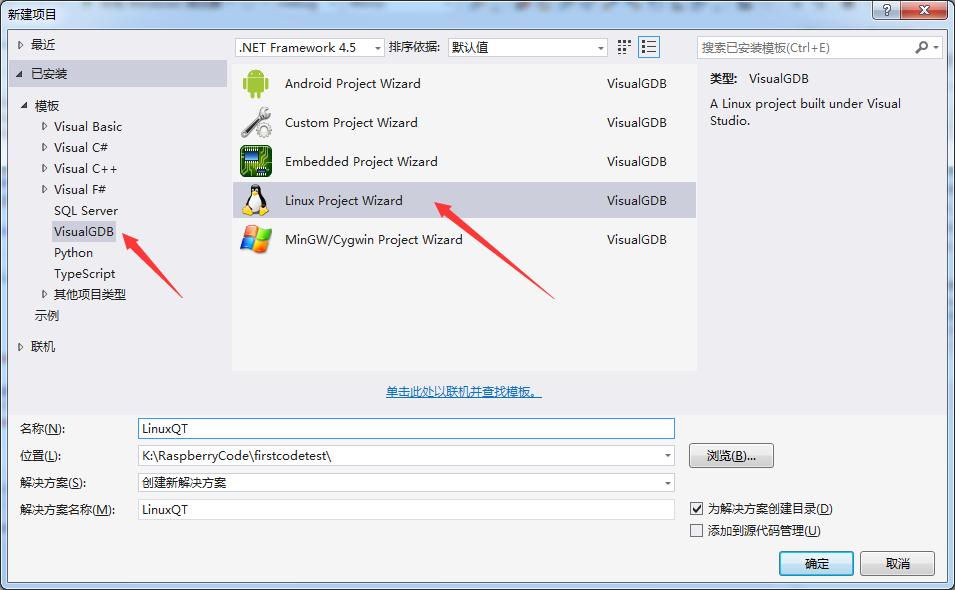 新建项目
?
最近
已安装
模板
Visual Basic
Visual C#
Visual C++
Visual F#
SQL Server
VisualGDB
Python
TypeScript
其他项目类型
示例
联机
.NET Framework 4.5 排序依据: 默认值
Android Project Wizard VisualGDB
Custom Project Wizard VisualGDB
Embedded Project Wizard VisualGDB
Linux Project Wizard VisualGDB
MinGW/Cygwin Project Wizard VisualGDB
单击此处以联机并查找模板。
搜索已安装模板(Ctrl+E)
类型: VisualGDB
A Linux project built under Visual
Studio.
名称(N): LinuxQT
位置(L): K:\RaspberryCode\firstcodetest\ 浏览(B)...
解决方案(S): 创建新解决方案
解决方案名称(M): LinuxQT
为解决方案创建目录(D)
添加到源代码管理(U)
确定 取消